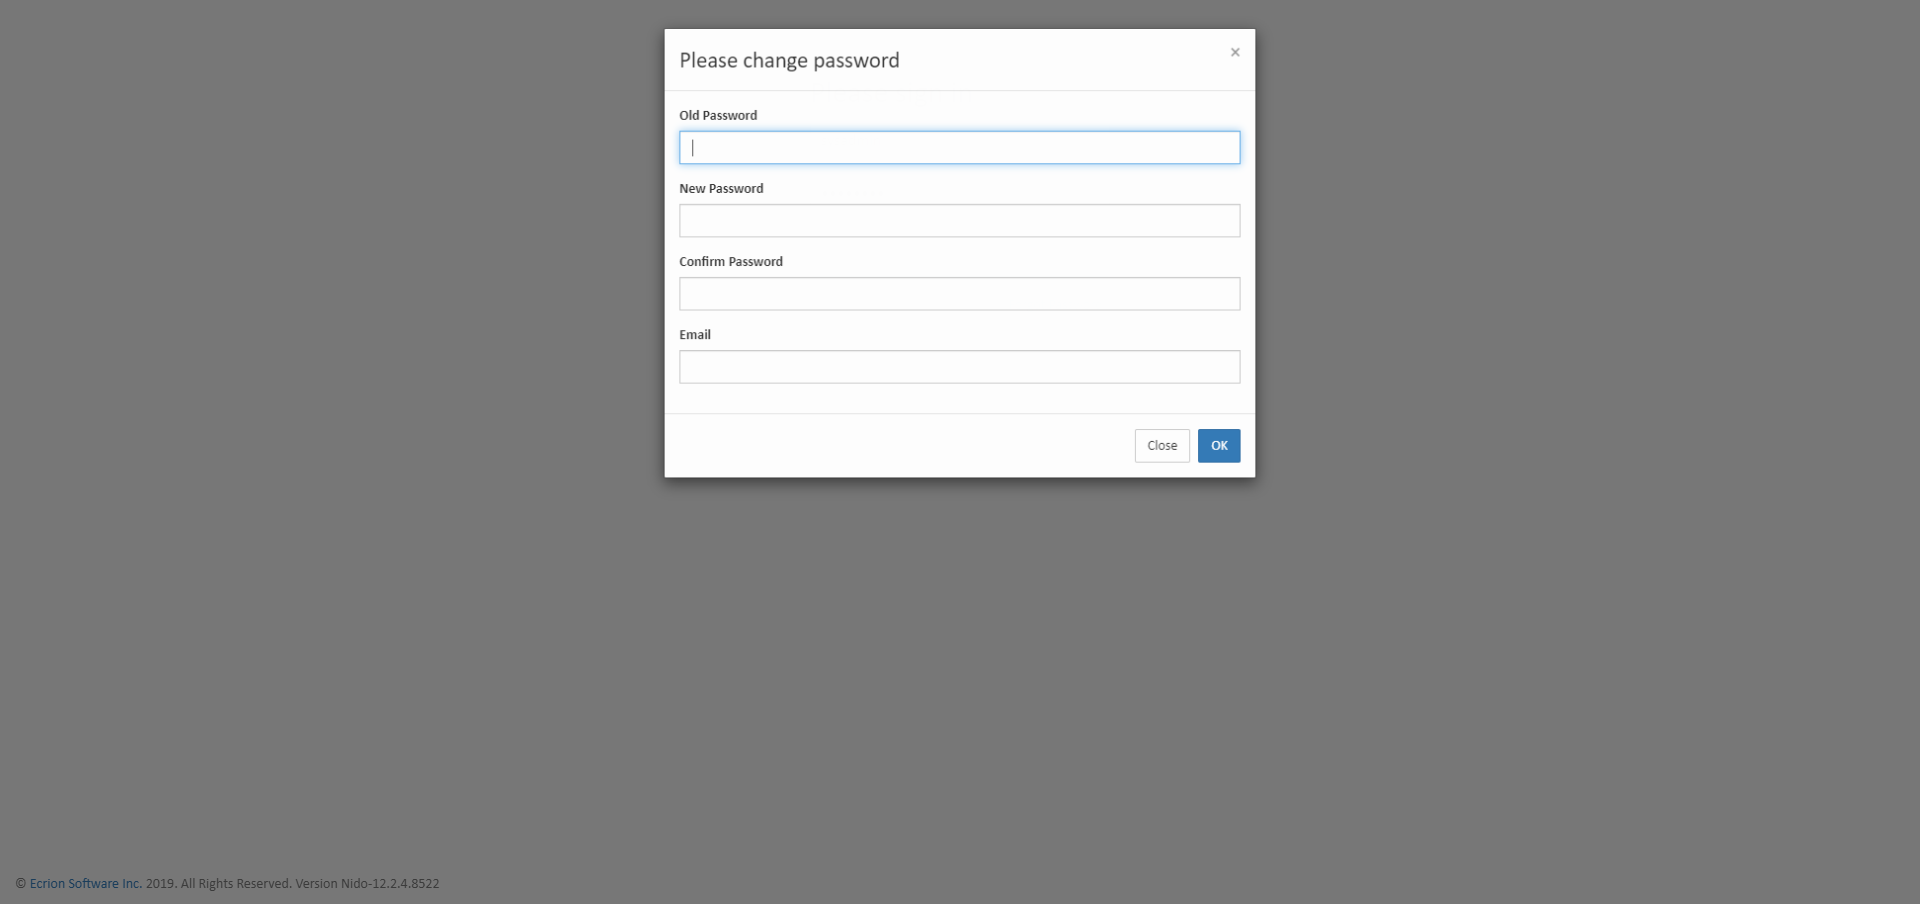 Please change password
×
Old Password
New Password
Confirm Password
Email
Close
OK
© Ecrion Software Inc. 2019. All Rights Reserved. Version Nido-12.2.4.8522